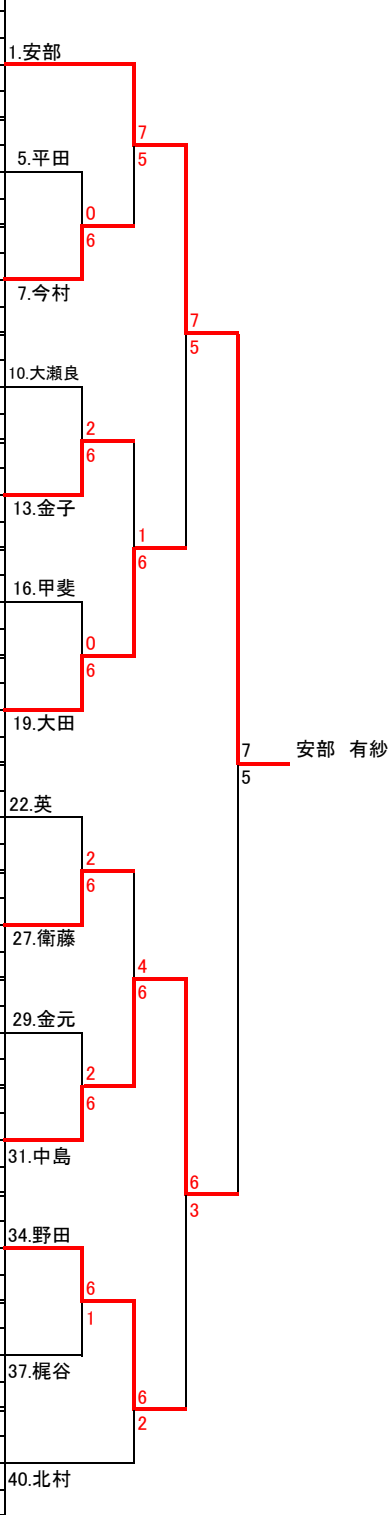 1.安部
7
5
5.平田
0
6
7.今村
7
5
10.大瀬良
2
6
13.金子
1
6
16.甲斐
0
6
19.大田
7
5
安部 有紗
22.英
2
6
27.衛藤
4
6
29.金元
2
6
31.中島
6
3
34.野田
6
1
37.梶谷
6
2
40.北村